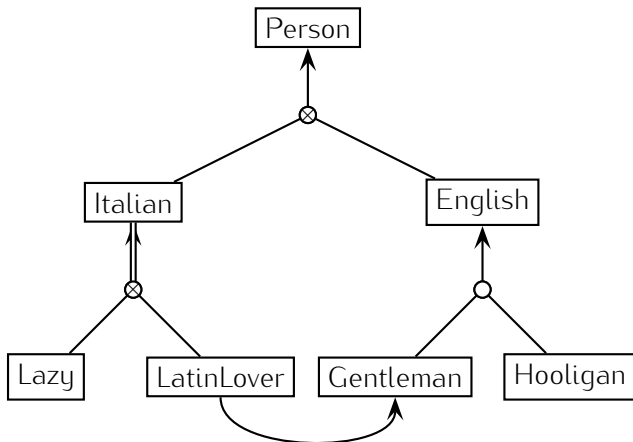 Person
Italian
English
Lazy
LatinLover
Gentleman
Hooligan